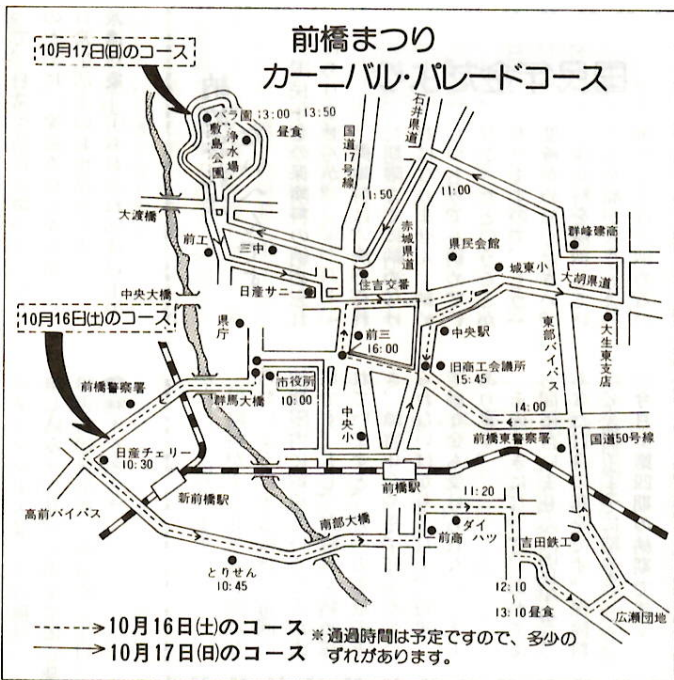 前橋まつり
カーニバル・パレードコース
10月17日(日)のコース
バラ園 13:00〜13:50
昼食
浄水場
敷島公園
国道17号線
石井県道
11:50
11:00
赤城県道
大渡橋
前工
三中
県民会館
群峰建商
城東小
大胡県道
中央大橋
日産サニー
住吉交番
10月16日(土)のコース
県庁
前三
16:00
中央駅
旧商工会議所
15:45
東部バイパス
大生東支店
前橋警察署
群馬大橋
市役所
10:00
中央小
14:00
前橋東警察署
国道50号線
日産チェリー
10:30
新前橋駅
前橋駅
11:20
高前バイパス
南部大橋
前商
ダイハツ
吉田鉄工
とりせん
10:45
12:10
〜
13:10 昼食
広瀬団地
10月16日(土)のコース
10月17日(日)のコース
※通過時間は予定ですので、多少の
ずれがあります。